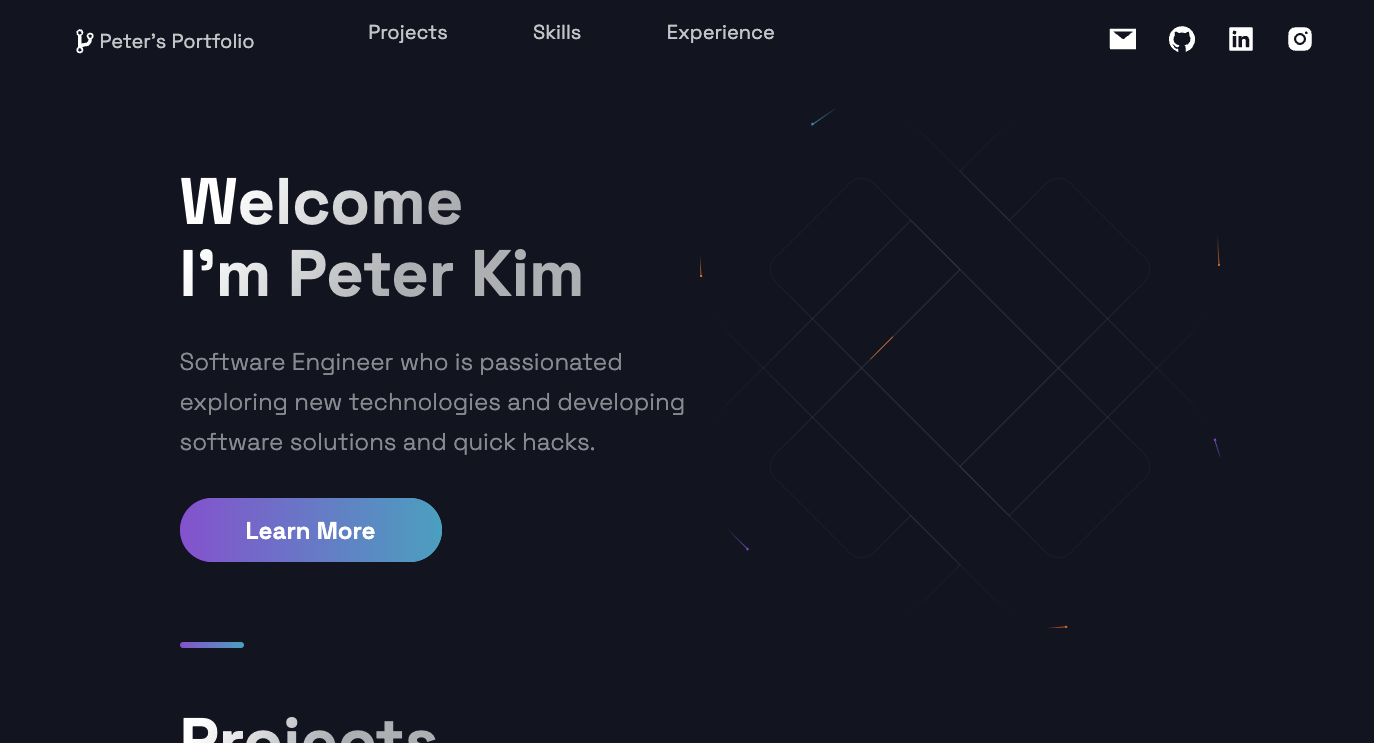 Peter's Portfolio
Projects
Skills
Experience
Welcome
I'm Peter Kim
Software Engineer who is passionated
exploring new technologies and developing
software solutions and quick hacks.
Learn More
Projects